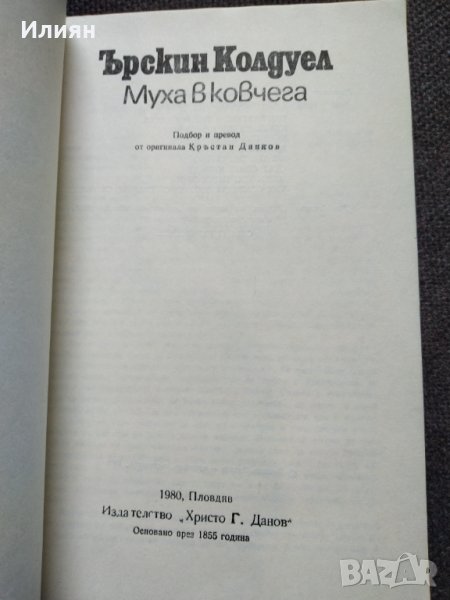 Илиян
Ърскин Колдуел
Муха в ковчега
Подбор и превод
от оригинала Кръстан Дянков
1980, Пловдив
Издателство „Христо Г. Данов“
Основано през 1855 година
BAZAR